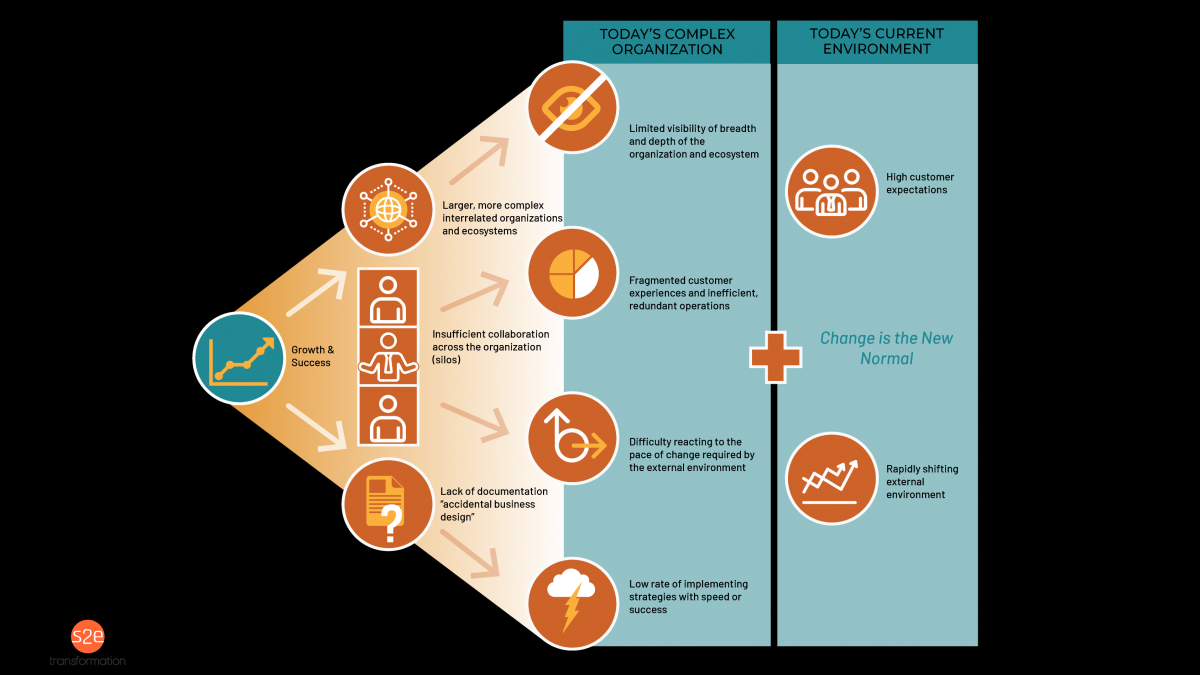 TODAY'S COMPLEX
ORGANIZATION
TODAY'S CURRENT
ENVIRONMENT
Growth &
Success
Larger, more complex
interrelated organizations
and ecosystems
Insufficient collaboration
across the organization
(silos)
Lack of documentation
"accidental business
design"
?
Limited visibility of breadth
and depth of the
organization and ecosystem
Fragmented customer
experiences and inefficient,
redundant operations
Difficulty reacting to the
pace of change required by
the external environment
Low rate of implementing
strategies with speed or
success
High customer
expectations
Change is the New
Normal
Rapidly shifting
external
environment
s2e
transformation